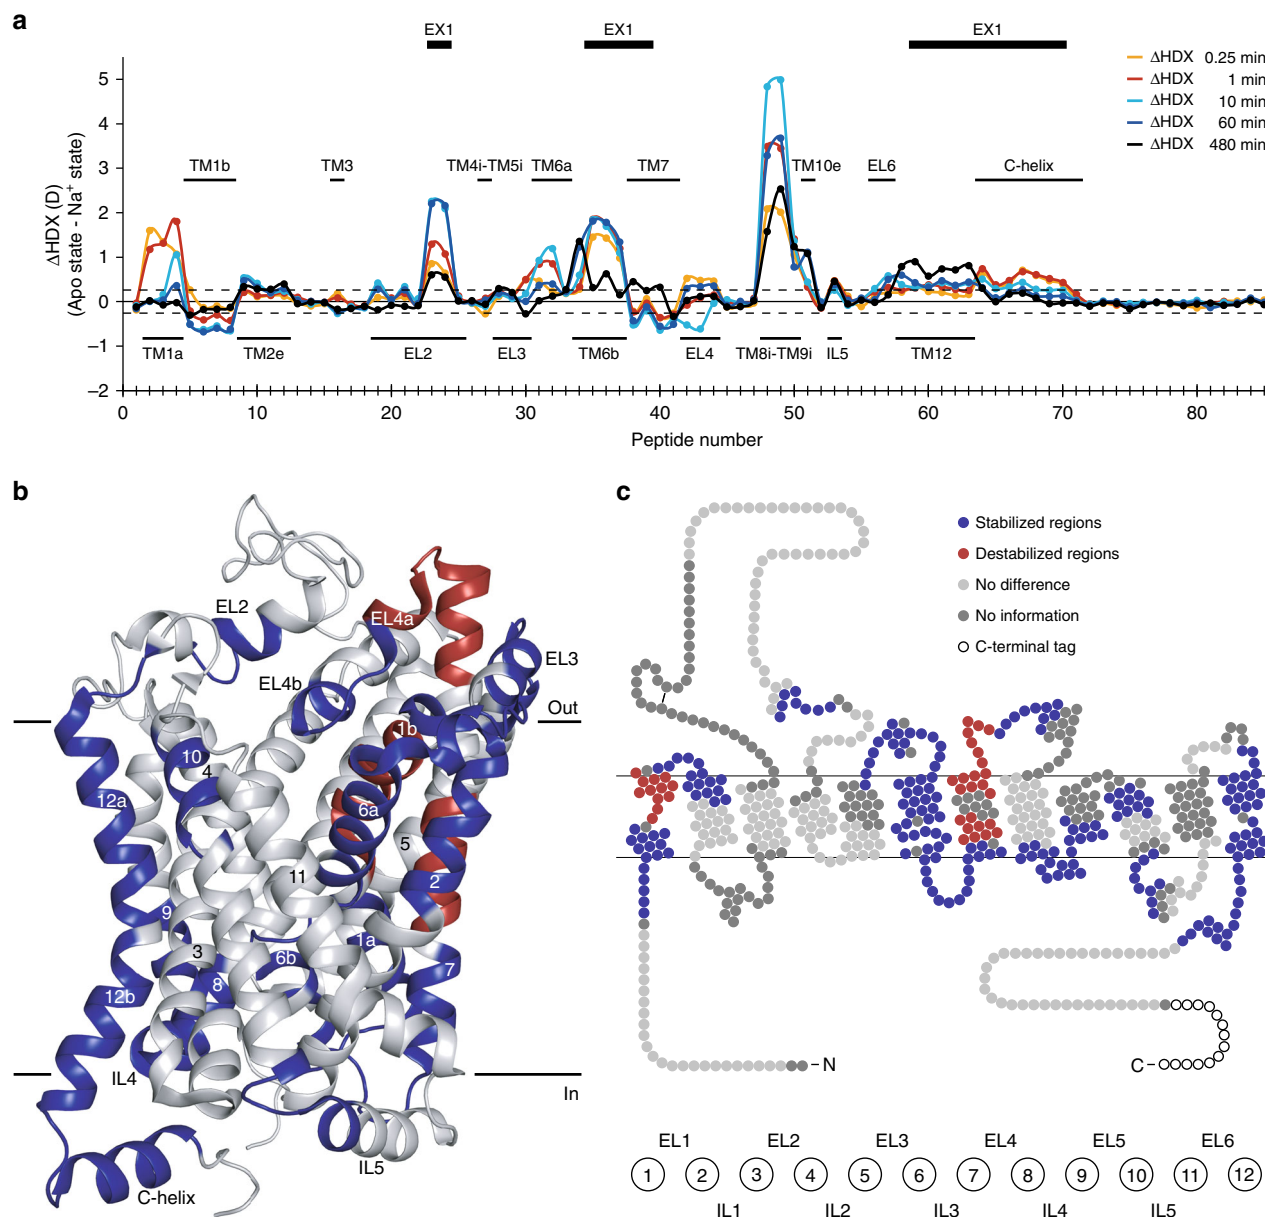 a
EX1 EX1 EX1
ΔHDX 0.25 min
ΔHDX 1 min
ΔHDX 10 min
ΔHDX 60 min
ΔHDX 480 min
ΔHDX (D)
(Apo state - Na⁺ state)
5
4
3
2
1
0
−1
−2
TM1b TM3 TM4i-TM5i TM6a TM7 TM10e EL6 C-helix
TM1a TM2e EL2 EL3 TM6b EL4 TM8i-TM9i IL5 TM12
0 10 20 30 40 50 60 70 80
Peptide number
b
EL2
EL4a
EL3
EL4b
Out
1b
10
4
12a
6a
5
11
2
9
1a
3
6b
7
8
12b
IL4
In
IL5
C-helix
c
Stabilized regions
Destabilized regions
No difference
No information
C-terminal tag
N
C
EL1 EL2 EL3 EL4 EL5 EL6
1 2 3 4 5 6 7 8 9 10 11 12
IL1 IL2 IL3 IL4 IL5